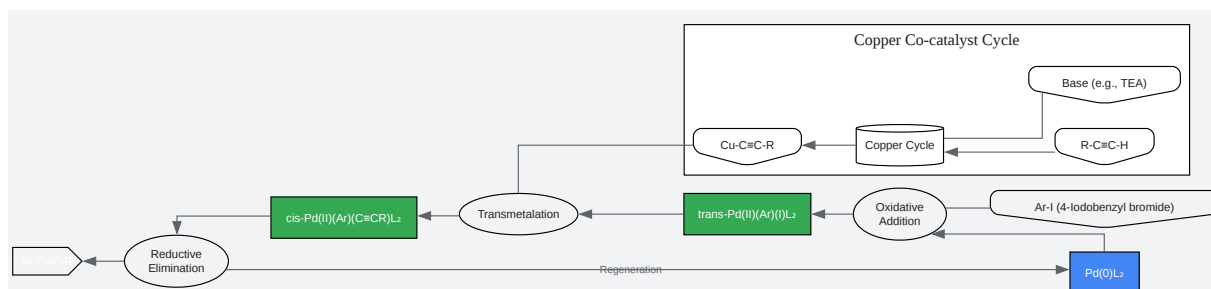 Copper Co-catalyst Cycle
Base (e.g., TEA)
Cu-C≡C-R
Copper Cycle
R-C≡C-H
cis-Pd(II)(Ar)(C≡CR)L₂
Transmetalation
trans-Pd(II)(Ar)(I)L₂
Oxidative
Addition
Ar-I (4-Iodobenzyl bromide)
Reductive
Elimination
Regeneration
Pd(0)L₂